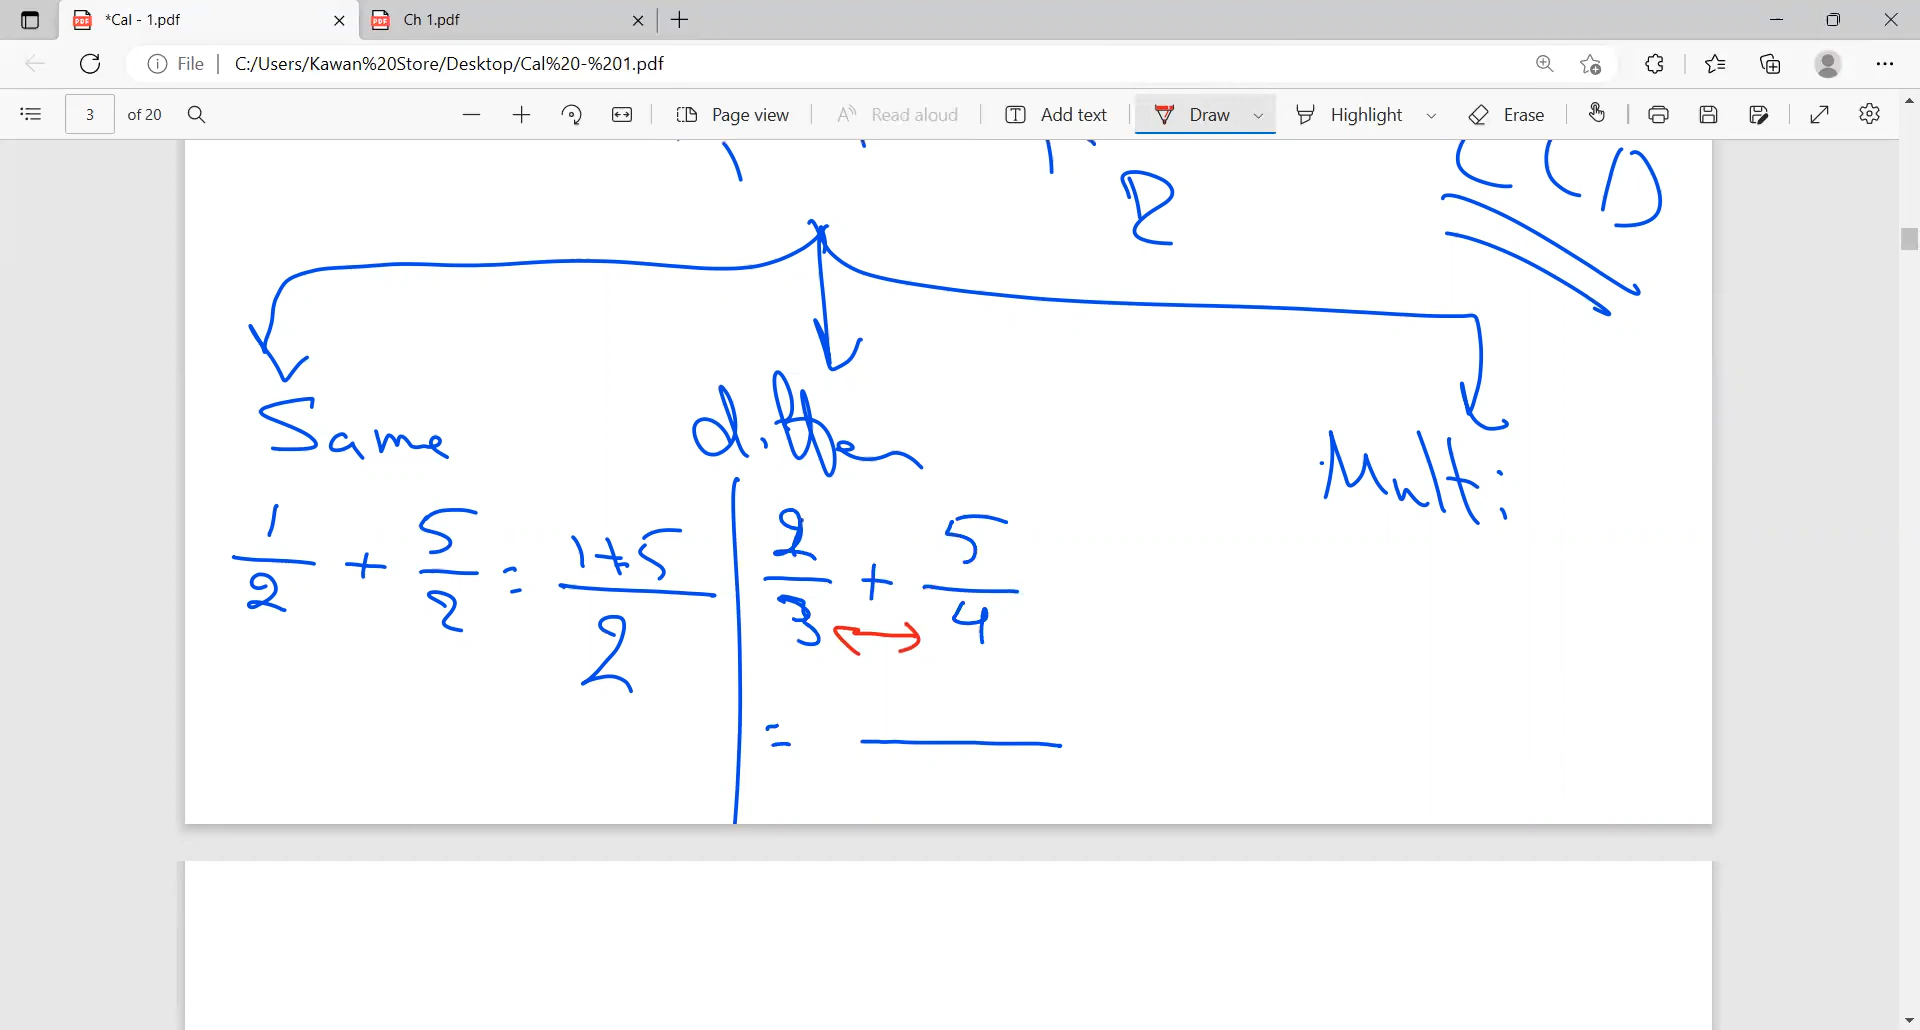 *Cal - 1.pdf
Ch 1.pdf
File | C:/Users/Kawan%20Store/Desktop/Cal%20-%201.pdf
3 of 20
Page view
Read aloud
Add text
Draw
Highlight
Erase
D
Same
differ
Multi
1/2 + 5/2 = 1+5/2
2/3 + 5/4
=